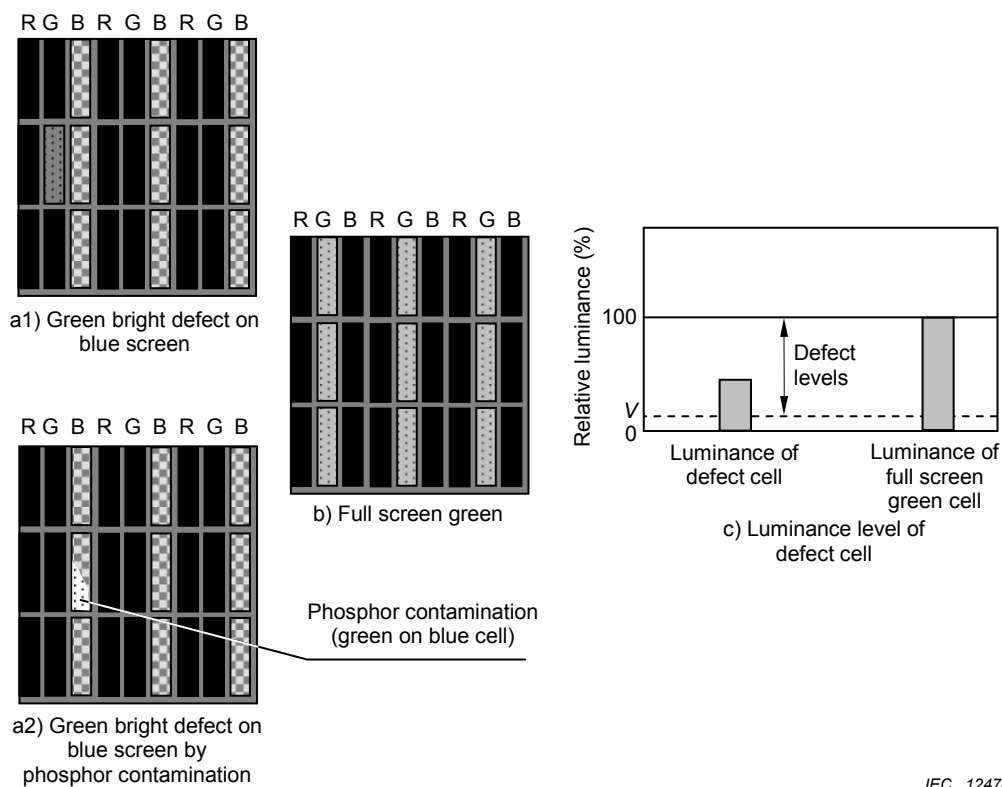 R G B R G B R G B
a1) Green bright defect on
blue screen
R G B R G B R G B
a2) Green bright defect on
blue screen by
phosphor contamination
R G B R G B R G B
b) Full screen green
Phosphor contamination
(green on blue cell)
Relative luminance (%)
100
V
0
Defect
levels
Luminance of
defect cell
Luminance of
full screen
green cell
c) Luminance level of
defect cell
IEC 1247